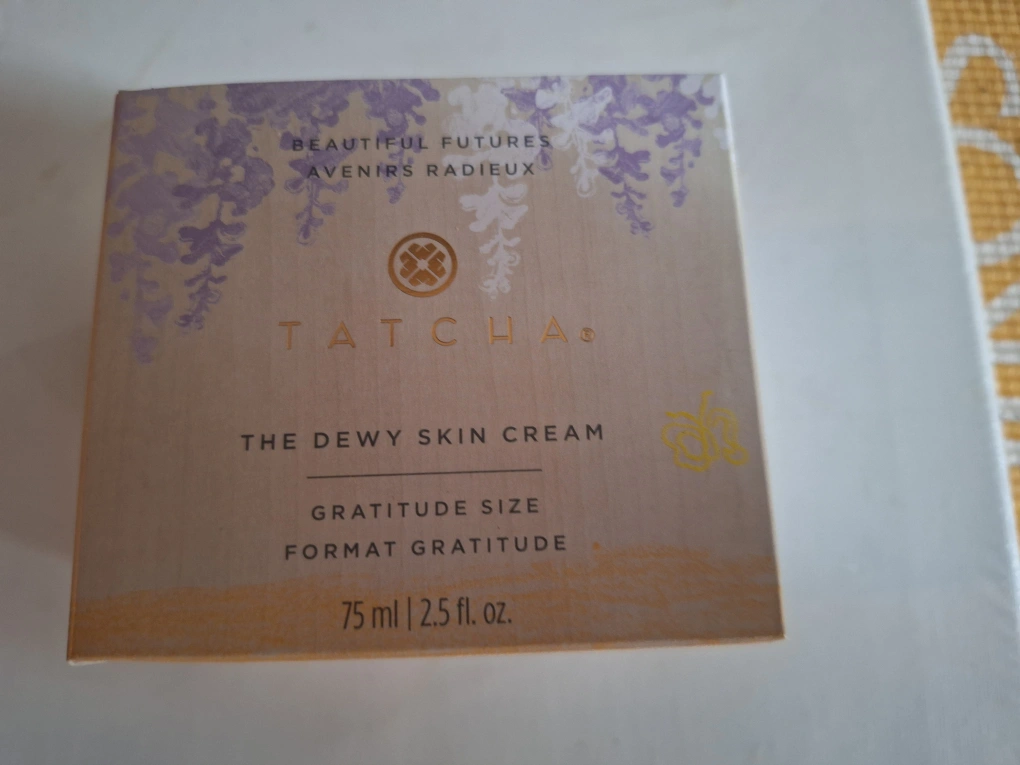 BEAUTIFUL FUTURES
AVENIRS RADIEUX
TATCHA®
THE DEWY SKIN CREAM
GRATITUDE SIZE
FORMAT GRATITUDE
75 ml | 2.5 fl. oz.